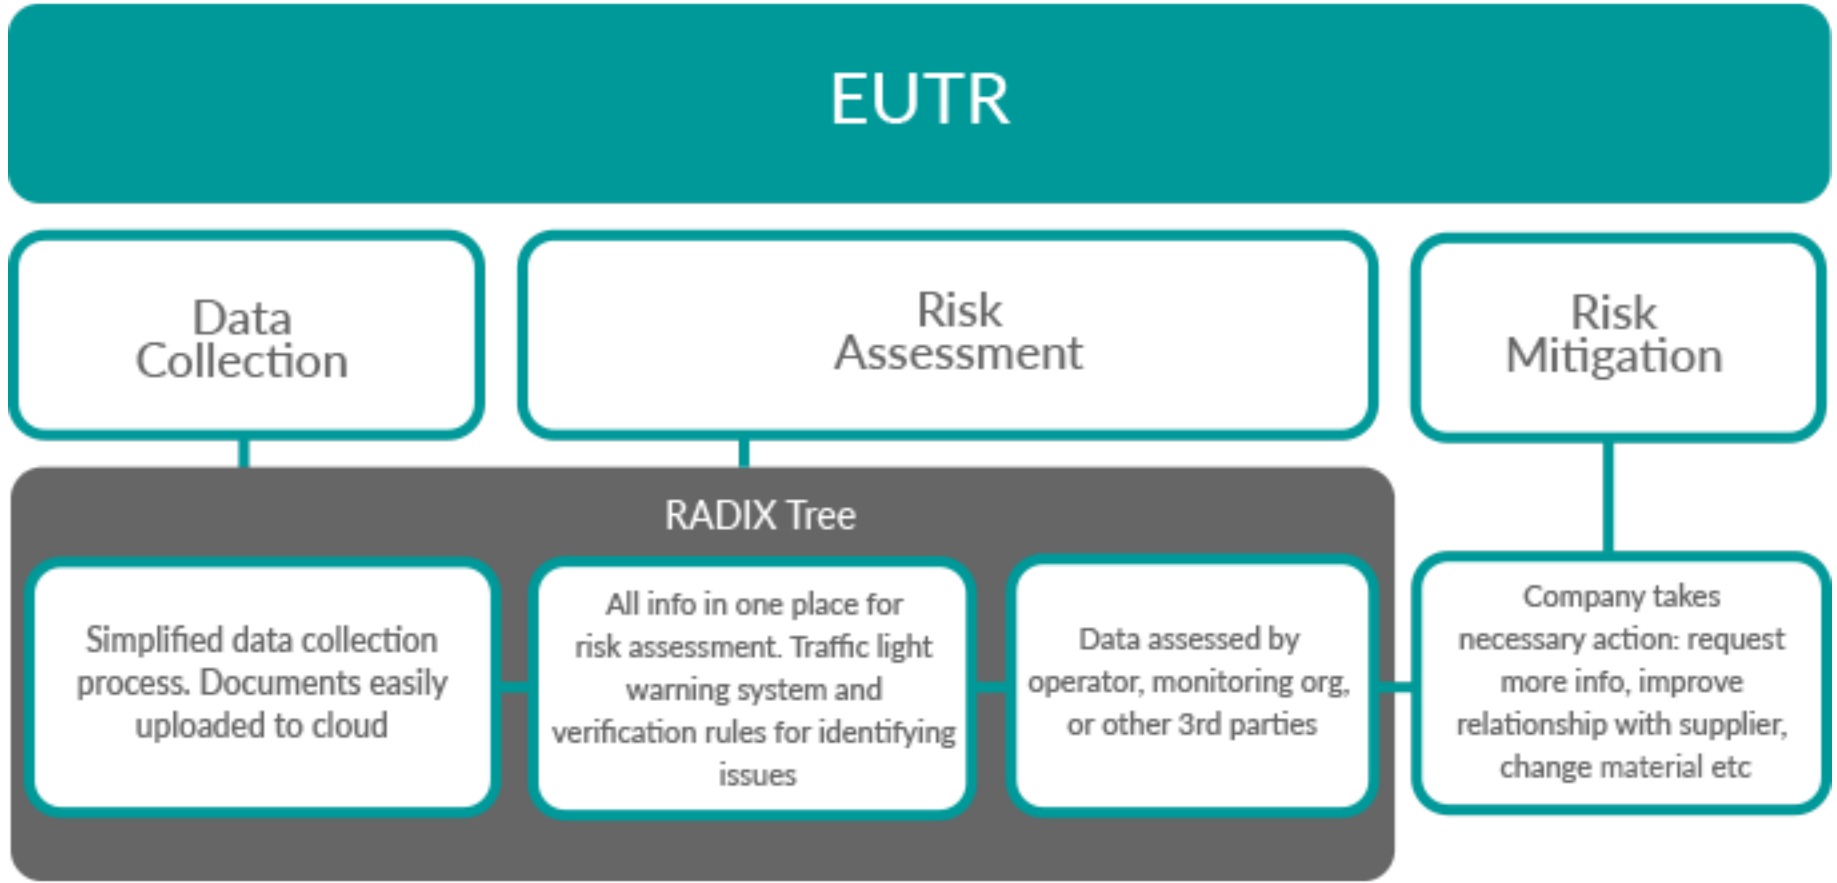 EUTR
Data
Collection
Risk
Assessment
Risk
Mitigation
RADIX Tree
Simplified data collection
process. Documents easily
uploaded to cloud
All info in one place for
risk assessment. Traffic light
warning system and
verification rules for identifying
issues
Data assessed by
operator, monitoring org,
or other 3rd parties
Company takes
necessary action: request
more info, improve
relationship with supplier,
change material etc